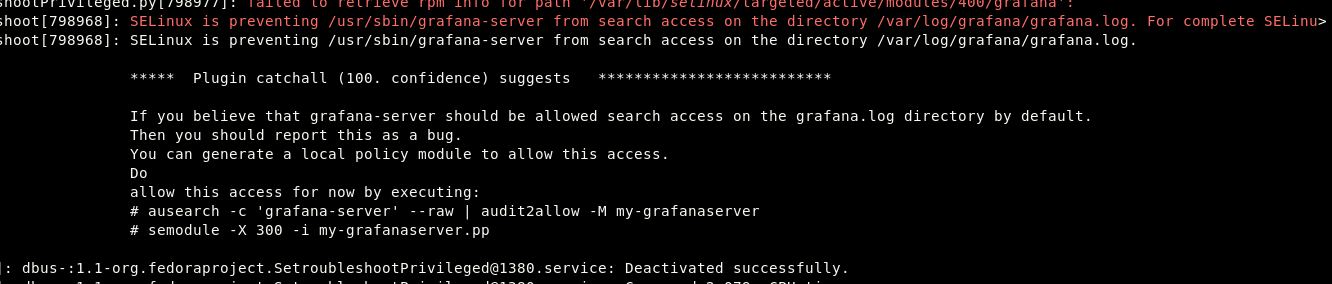 shootPrivileged.py[798977]: failed to retrieve rpm info for path '/var/lib/selinux/targeted/active/modules/400/grafana':
SELinux is preventing /usr/sbin/grafana-server from search access on the directory /var/log/grafana/grafana.log. For complete SELinu>
shoot[798968]: SELinux is preventing /usr/sbin/grafana-server from search access on the directory /var/log/grafana/grafana.log.
***** Plugin catchall (100. confidence) suggests **************************
If you believe that grafana-server should be allowed search access on the grafana.log directory by default.
Then you should report this as a bug.
You can generate a local policy module to allow this access.
Do
allow this access for now by executing:
# ausearch -c 'grafana-server' --raw | audit2allow -M my-grafanaserver
# semodule -X 300 -i my-grafanaserver.pp
]: dbus-:1.1-org.fedoraproject.SetroubleshootPrivileged@1380.service: Deactivated successfully.